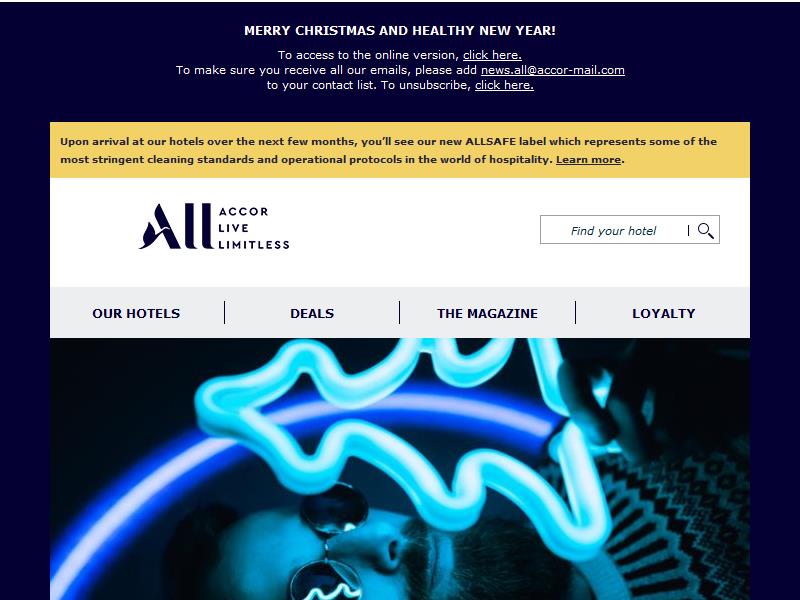 MERRY CHRISTMAS AND HEALTHY NEW YEAR!
To access to the online version, click here.
To make sure you receive all our emails, please add news.all@accor-mail.com
to your contact list. To unsubscribe, click here.
Upon arrival at our hotels over the next few months, you’ll see our new ALLSAFE label which represents some of the
most stringent cleaning standards and operational protocols in the world of hospitality. Learn more.
All ACCOR
LIVE
LIMITLESS
Find your hotel
OUR HOTELS
DEALS
THE MAGAZINE
LOYALTY